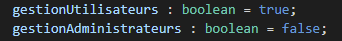 gestionUtilisateurs : boolean = true;
gestionAdministrateurs : boolean = false;